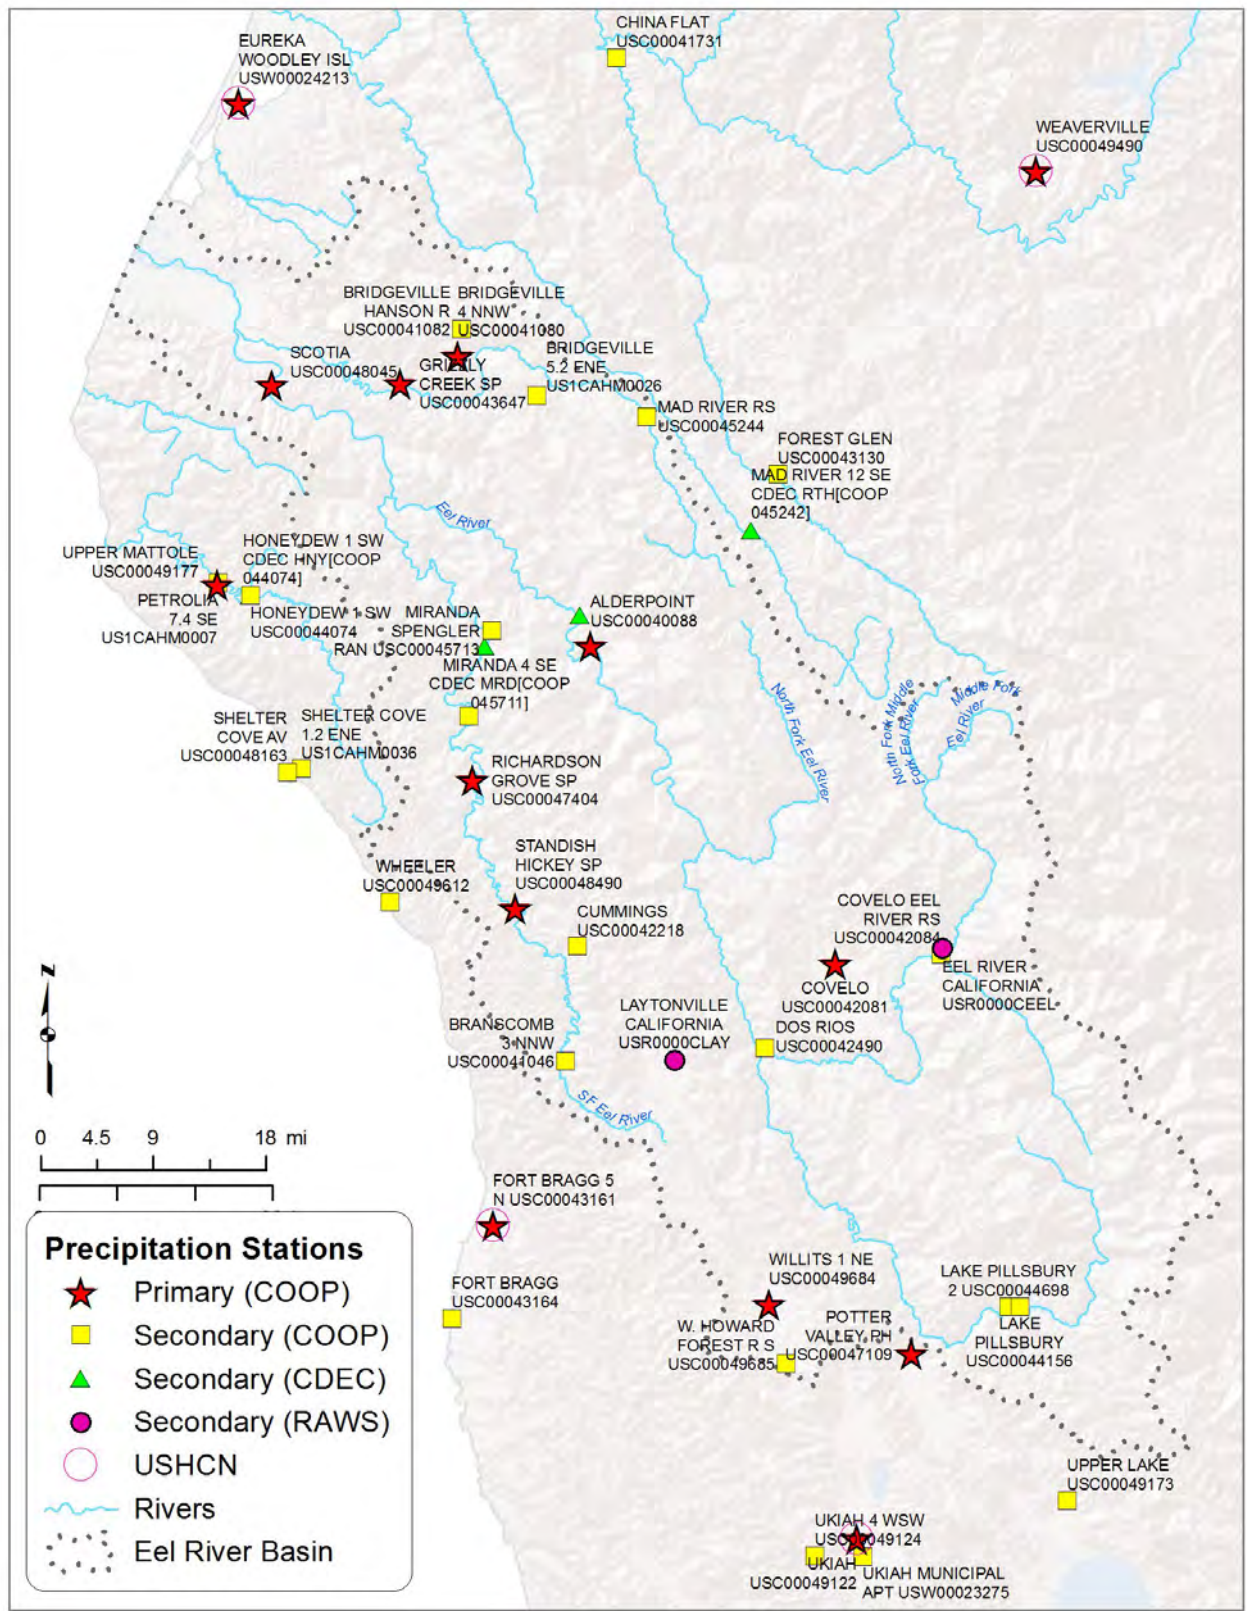 CHINA FLAT
USC00041731
EUREKA
WOODLEY ISL
USW00024213
WEAVERVILLE
USC00049490
BRIDGEVILLE
HANSON R
USC00041082
BRIDGEVILLE
4 NNW
USC00041080
BRIDGEVILLE
5.2 ENE
US1CAHM0026
SCOTIA
USC00048045
GRIZZLY
CREEK SP
USC00043647
MAD RIVER RS
USC00045244
FOREST GLEN
USC00043130
MAD RIVER 12 SE
CDEC RTH[COOP
045242]
Eel River
UPPER MATTOLE
USC00049177
HONEYDEW 1 SW
CDEC HNY[COOP
044074]
PETROLIA
7.4 SE
US1CAHM0007
HONEYDEW 1 SW
USC00044074
MIRANDA
SPENGLER
RAN USC00045713
ALDERPOINT
USC00040088
MIRANDA 4 SE
CDEC MRD[COOP
045711]
North Fork Eel River
North Fork Middle
Fork Eel River
Middle Fork
Eel River
SHELTER
COVE AV
USC00048163
SHELTER COVE
1.2 ENE
US1CAHM0036
RICHARDSON
GROVE SP
USC00047404
STANDISH
HICKEY SP
USC00048490
WHEELER
USC00049612
CUMMINGS
USC00042218
COVELO EEL
RIVER RS
USC00042084
EEL RIVER
CALIFORNIA
USR0000CEEL
COVELO
USC00042081
LAYTONVILLE
CALIFORNIA
USR0000CLAY
DOS RIOS
USC00042490
BRANSCOMB
3 NNW
USC00041046
SF Eel River
z
0 4.5 9 18 mi
FORT BRAGG 5
N USC00043161
FORT BRAGG
USC00043164
WILLITS 1 NE
USC00049684
W. HOWARD
FOREST R S
USC00049685
POTTER
VALLEY PH
USC00047109
LAKE PILLSBURY
2 USC00044698
LAKE
PILLSBURY
USC00044156
UPPER LAKE
USC00049173
UKIAH 4 WSW
USC00049124
UKIAH
USC00049122
UKIAH MUNICIPAL
APT USW00023275
Precipitation Stations
Primary (COOP)
Secondary (COOP)
Secondary (CDEC)
Secondary (RAWS)
USHCN
Rivers
Eel River Basin